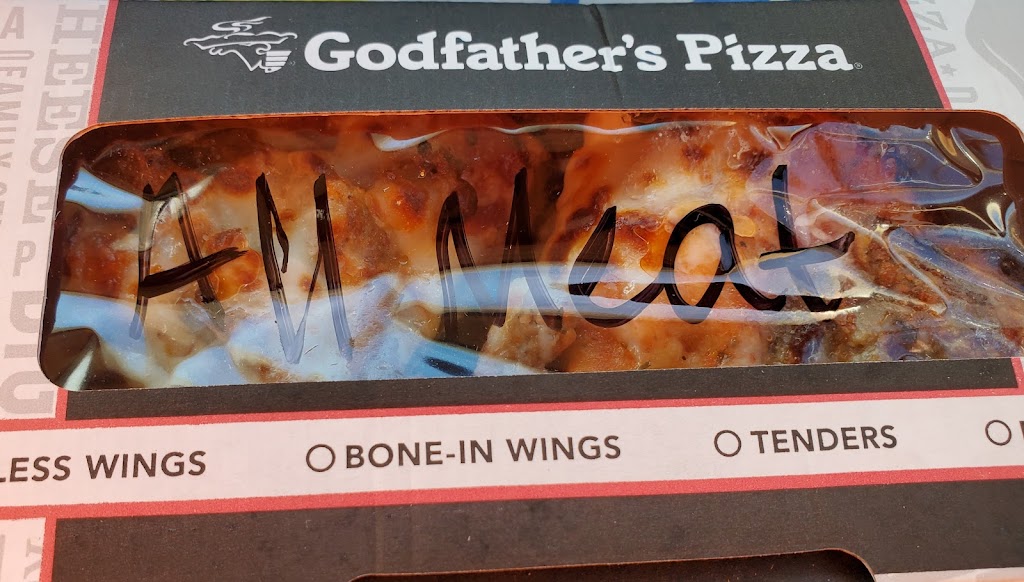 Godfather's Pizza
All Meat
LESS WINGS
BONE-IN WINGS
TENDERS